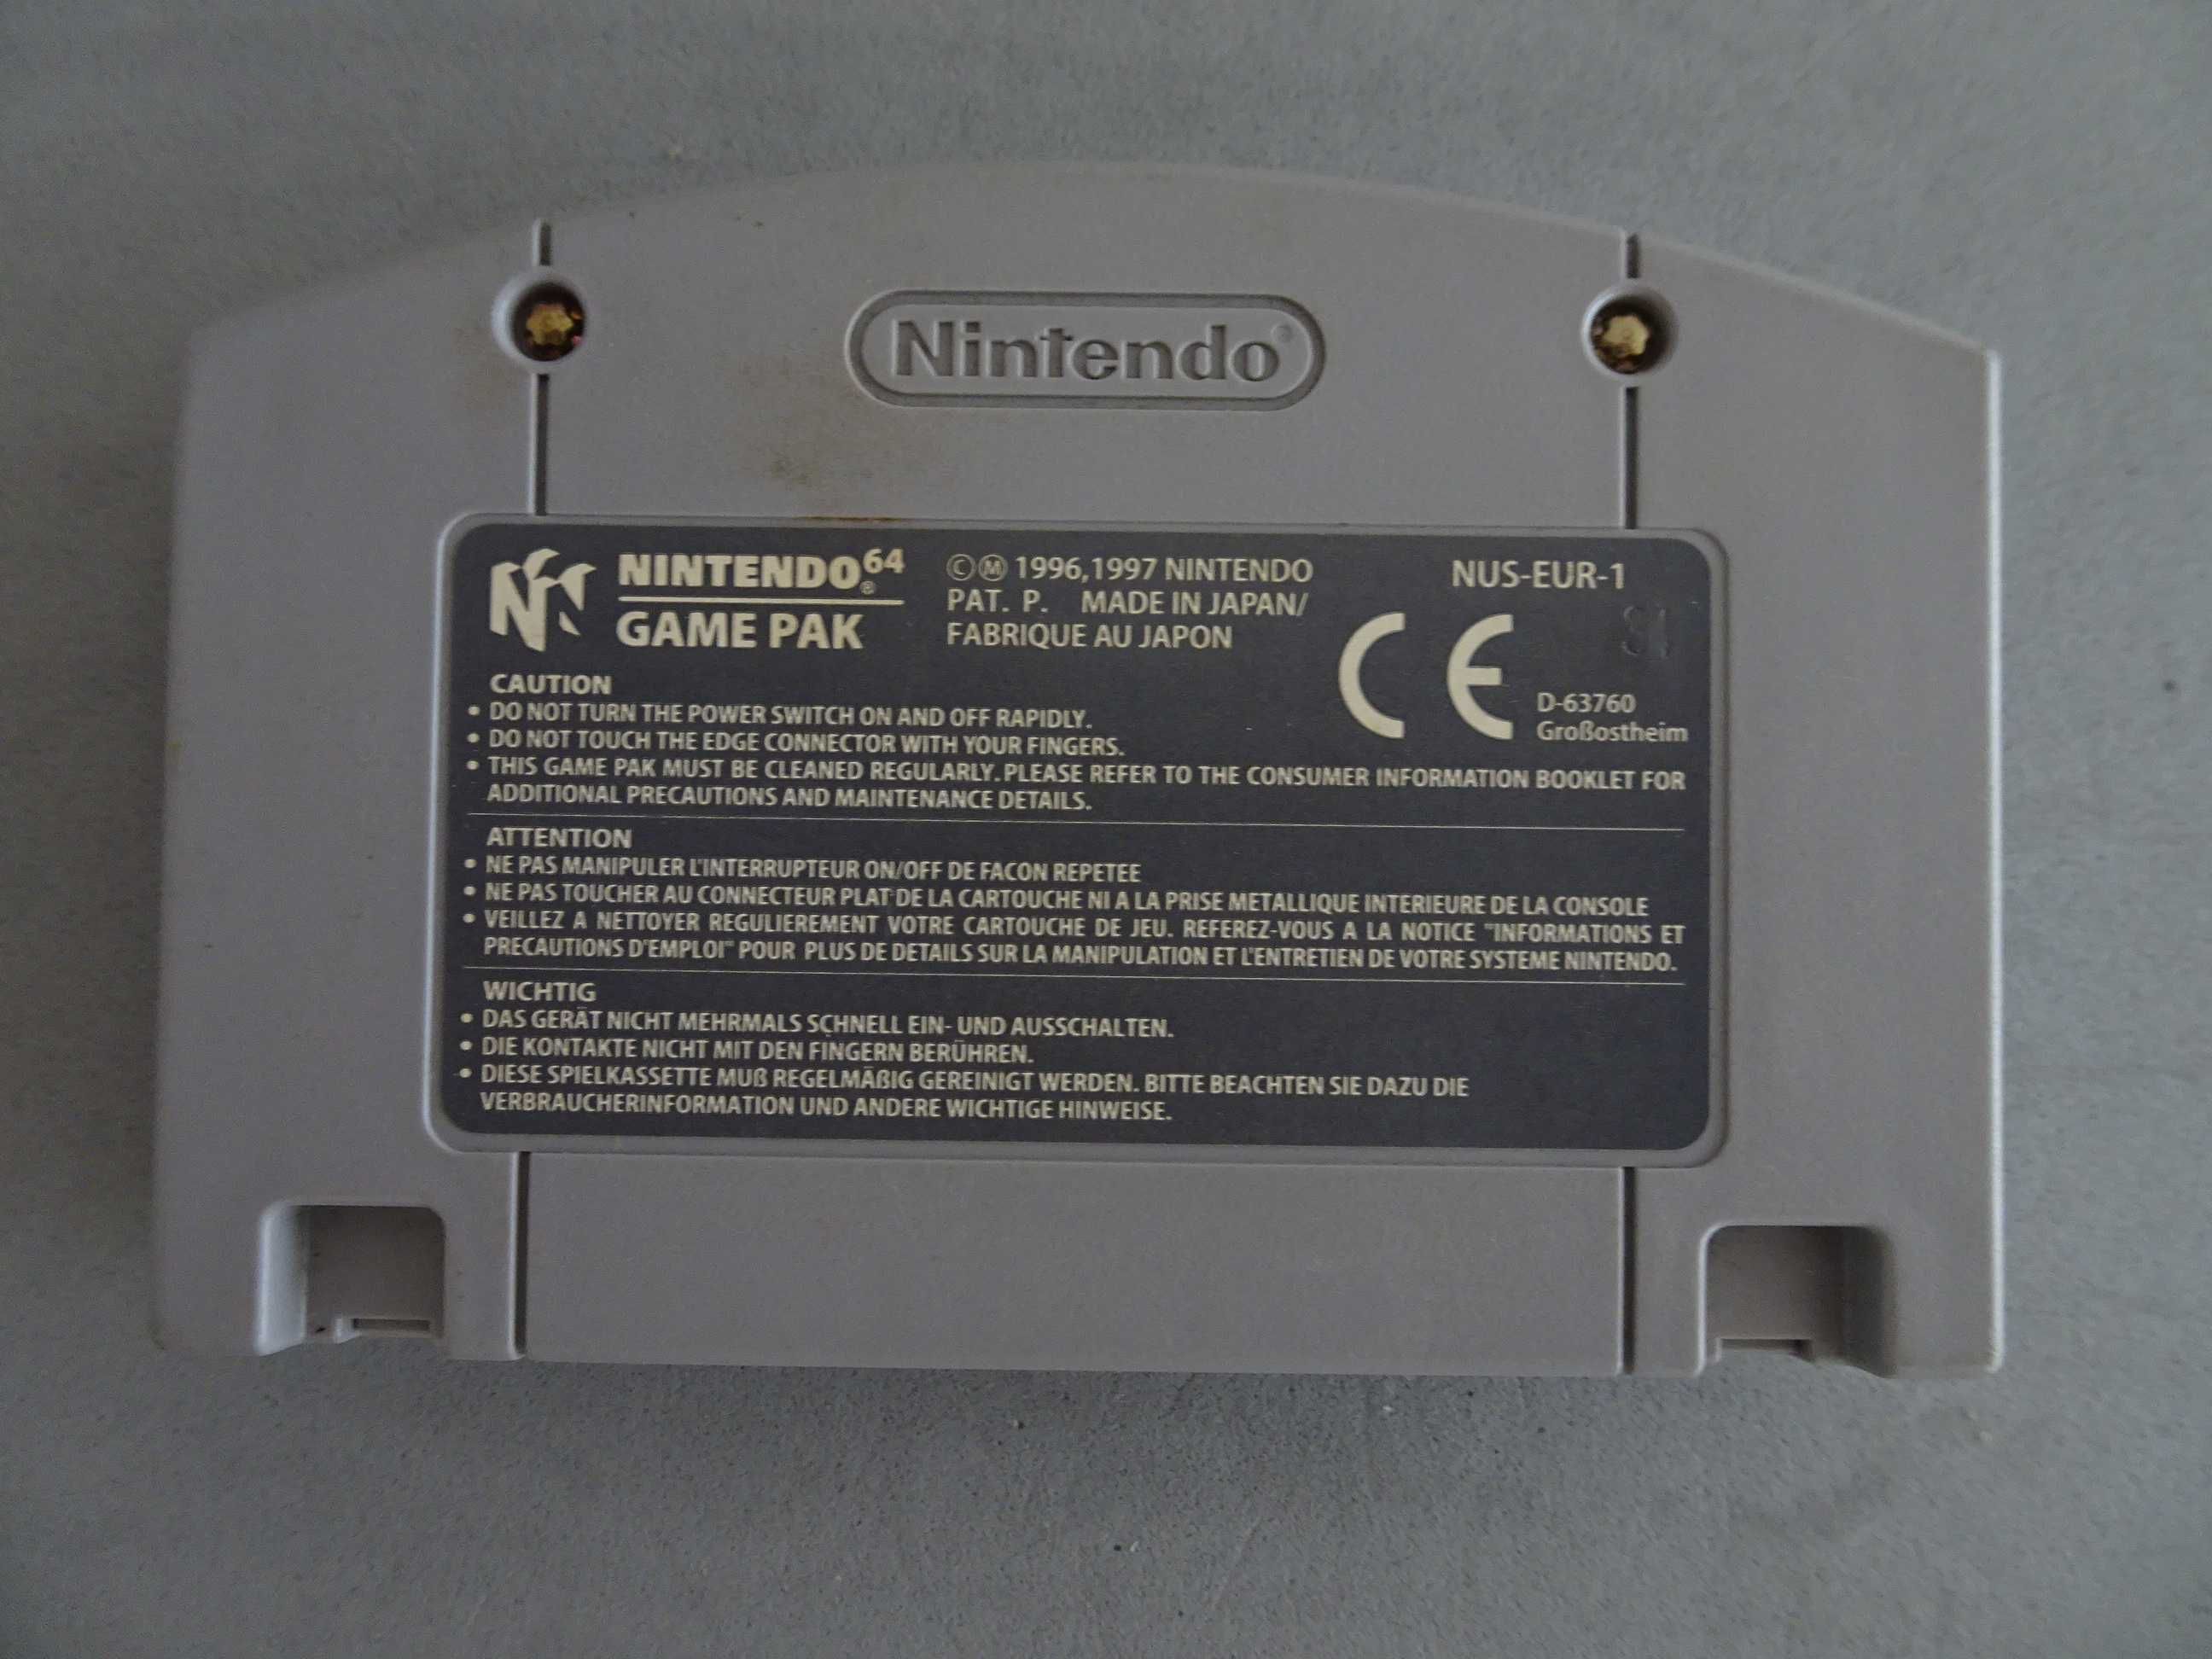 Nintendo®
NINTENDO64®
GAME PAK
©Ⓜ 1996,1997 NINTENDO
PAT. P. MADE IN JAPAN/
FABRIQUE AU JAPON
NUS-EUR-1
CE
D-63760
Großostheim
CAUTION
• DO NOT TURN THE POWER SWITCH ON AND OFF RAPIDLY.
• DO NOT TOUCH THE EDGE CONNECTOR WITH YOUR FINGERS.
• THIS GAME PAK MUST BE CLEANED REGULARLY. PLEASE REFER TO THE CONSUMER INFORMATION BOOKLET FOR
ADDITIONAL PRECAUTIONS AND MAINTENANCE DETAILS.
ATTENTION
• NE PAS MANIPULER L'INTERRUPTEUR ON/OFF DE FACON REPETEE
• NE PAS TOUCHER AU CONNECTEUR PLAT DE LA CARTOUCHE NI A LA PRISE METALLIQUE INTERIEURE DE LA CONSOLE
• VEILLEZ A NETTOYER REGULIEREMENT VOTRE CARTOUCHE DE JEU. REFEREZ-VOUS A LA NOTICE "INFORMATIONS ET
PRECAUTIONS D'EMPLOI" POUR PLUS DE DETAILS SUR LA MANIPULATION ET L'ENTRETIEN DE VOTRE SYSTEME NINTENDO.
WICHTIG
• DAS GERÄT NICHT MEHRMALS SCHNELL EIN- UND AUSSCHALTEN.
• DIE KONTAKTE NICHT MIT DEN FINGERN BERÜHREN.
• DIESE SPIELKASSETTE MUß REGELMÄßIG GEREINIGT WERDEN. BITTE BEACHTEN SIE DAZU DIE
VERBRAUCHERINFORMATION UND ANDERE WICHTIGE HINWEISE.